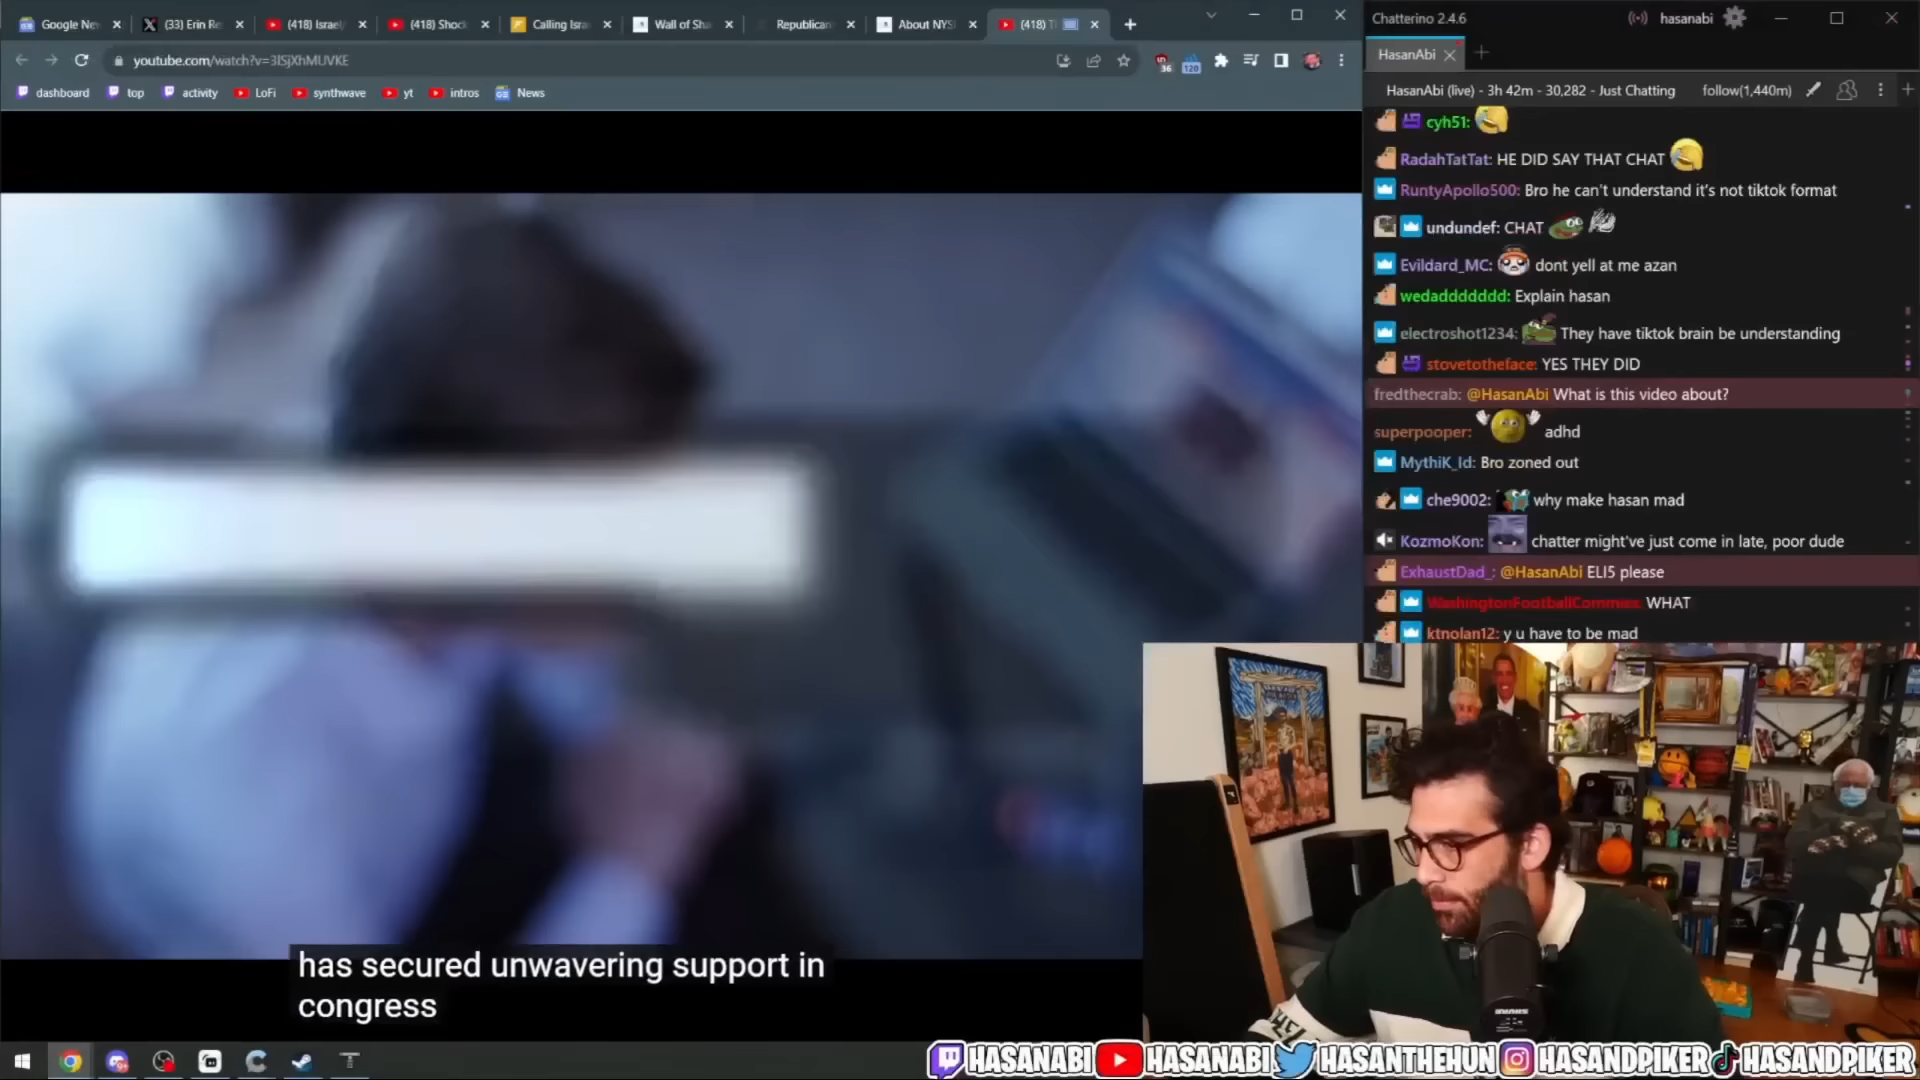 Google Ne
(33) Erin Re
(418) Israel
(418) Shoc
Calling Isra
Wall of Sha
Republican
About NYS
(418) T
youtube.com/watch?v=3lSjXhMUVKE
36
120
dashboard
top
activity
LoFi
synthwave
yt
intros
News
has secured unwavering support in
congress
Chatterino 2.4.6
hasanabi
HasanAbi
HasanAbi (live) - 3h 42m - 30,282 - Just Chatting
follow(1,440m)
cyh51:
RadahTatTat: HE DID SAY THAT CHAT
RuntyApollo500: Bro he can't understand it's not tiktok format
undundef: CHAT
Evildard_MC: dont yell at me azan
wedaddddddd: Explain hasan
electroshot1234: They have tiktok brain be understanding
stovetotheface: YES THEY DID
fredthecrab: @HasanAbi What is this video about?
superpooper: adhd
MythiK_Id: Bro zoned out
che9002: why make hasan mad
KozmoKon: chatter might've just come in late, poor dude
ExhaustDad_: @HasanAbi ELI5 please
WashingtonFootballCommies: WHAT
ktnolan12: y u have to be mad
HASANABI
HASANABI
HASANTHEHUN
HASANDPIKER
HASANDPIKER